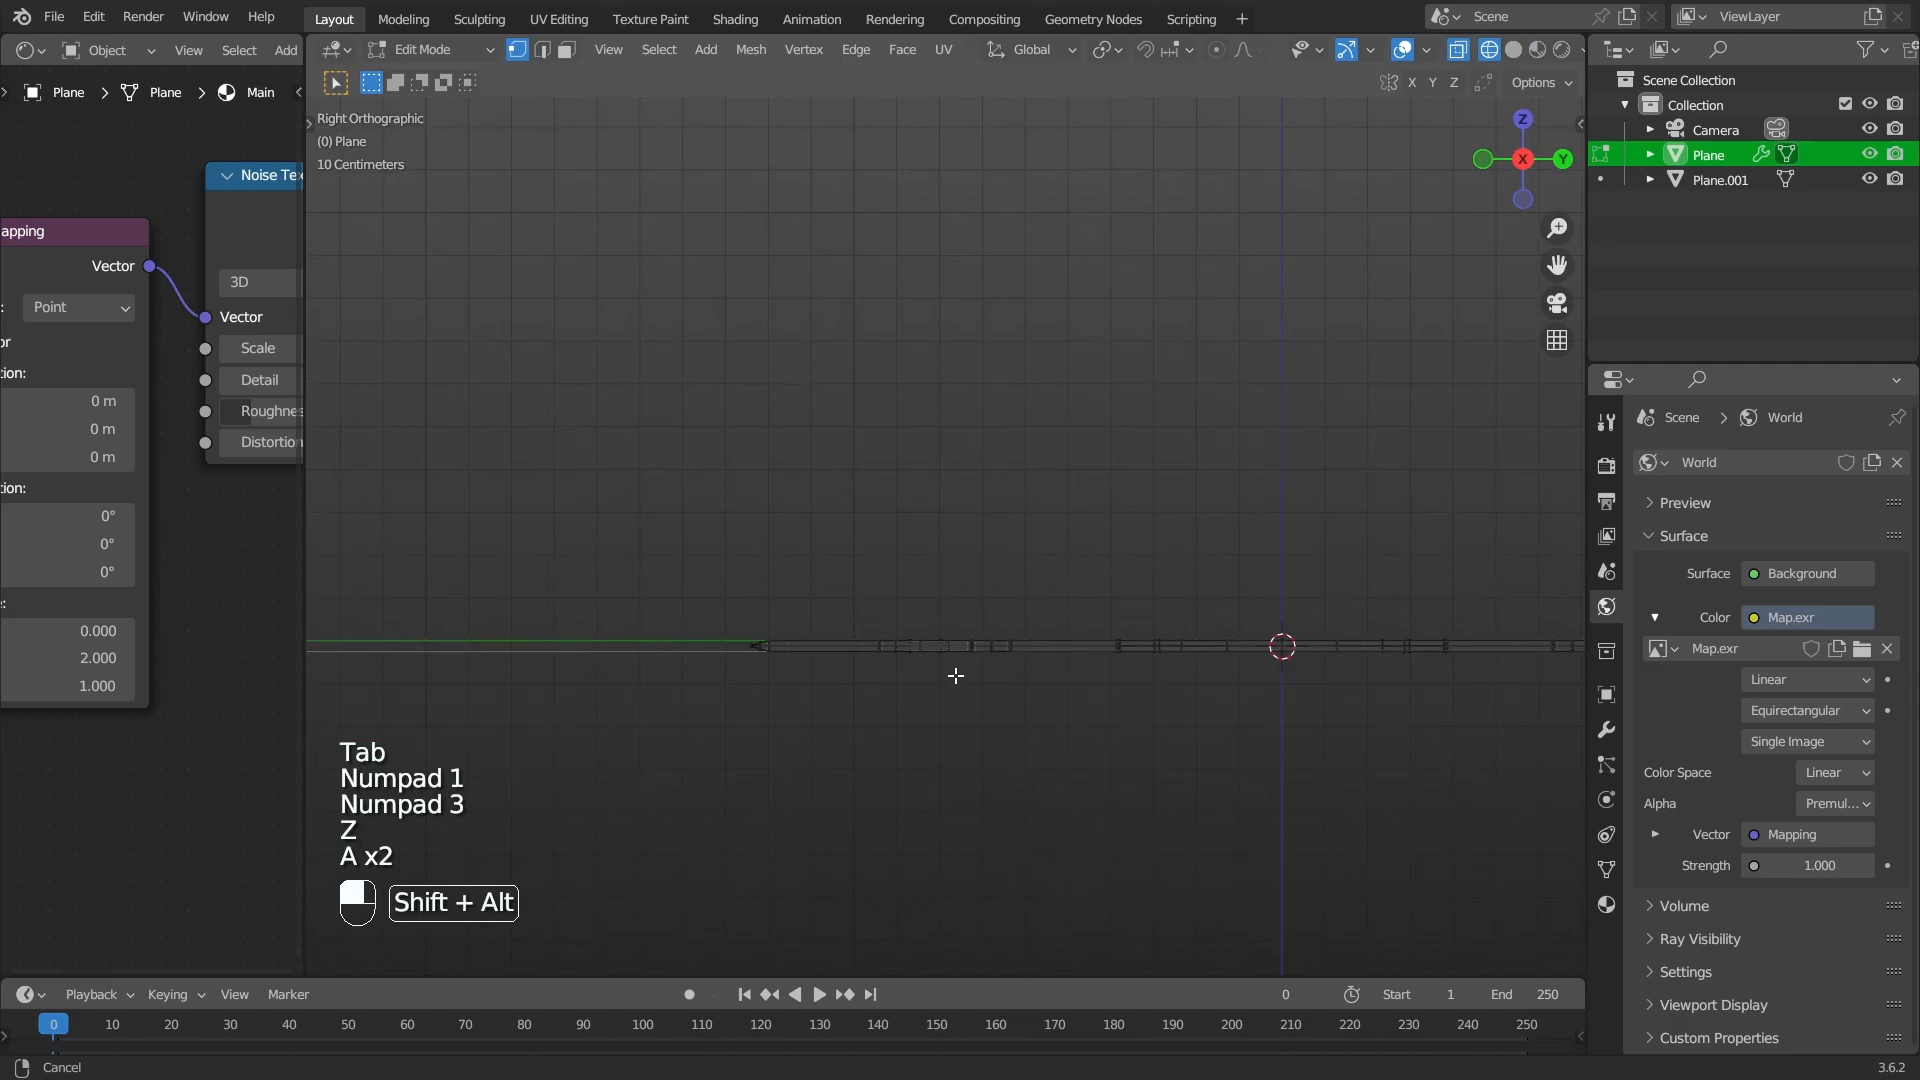 File Edit Render Window Help
Layout Modeling Sculpting UV Editing Texture Paint Shading Animation Rendering Compositing Geometry Nodes Scripting +
Scene
ViewLayer
Object View Select Add
Edit Mode View Select Add Mesh Vertex Edge Face UV Global
X Y Z Options
Plane > Plane > Main
Right Orthographic
(0) Plane
10 Centimeters
Z
X
Y
Noise Te
apping
Vector
Point
0 m
0 m
0 m
0°
0°
0°
0.000
2.000
1.000
3D
Vector
Scale
Detail
Roughnes
Distortion
Tab
Numpad 1
Numpad 3
Z
A x2
Shift + Alt
Scene Collection
Collection
Camera
Plane
Plane.001
Scene > World
World
Preview
Surface
Surface Background
Color Map.exr
Map.exr
Linear
Equirectangular
Single Image
Color Space Linear
Alpha Premul...
Vector Mapping
Strength 1.000
Volume
Ray Visibility
Settings
Viewport Display
Custom Properties
Playback Keying View Marker
0 Start 1 End 250
0 10 20 30 40 50 60 70 80 90 100 110 120 130 140 150 160 170 180 190 200 210 220 230 240 250
Cancel
3.6.2